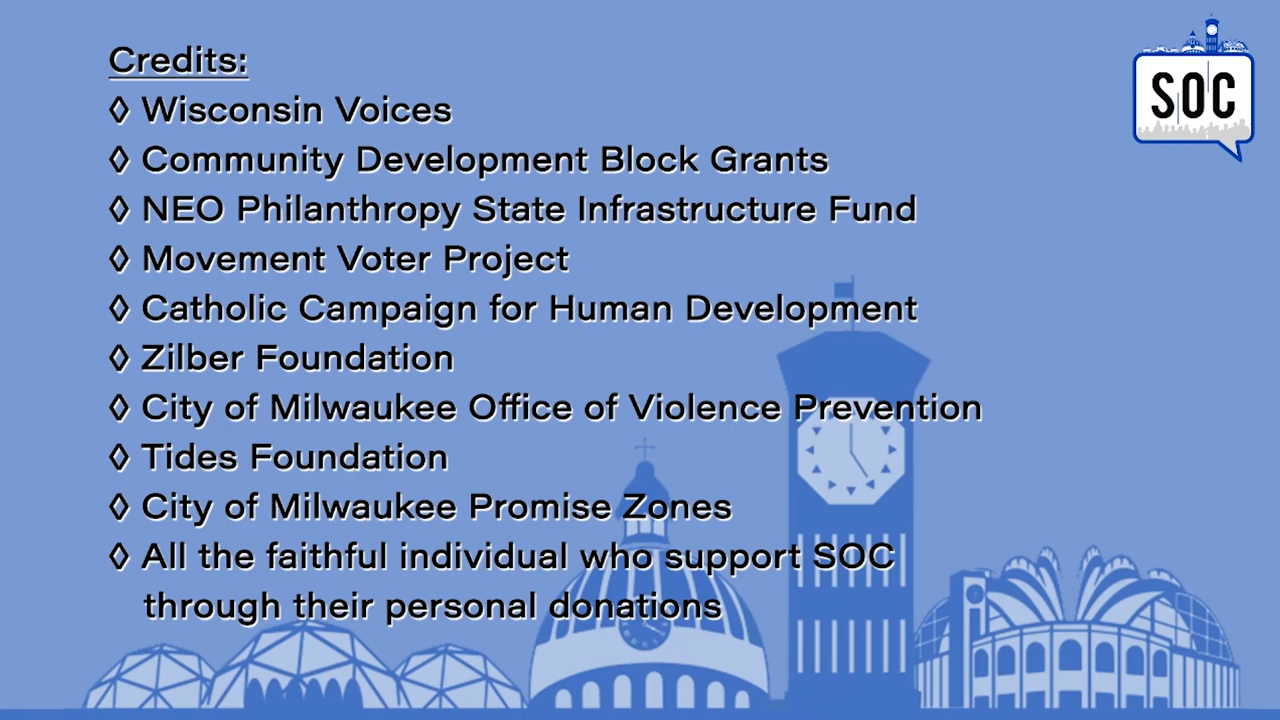 Credits:
◊ Wisconsin Voices
◊ Community Development Block Grants
◊ NEO Philanthropy State Infrastructure Fund
◊ Movement Voter Project
◊ Catholic Campaign for Human Development
◊ Zilber Foundation
◊ City of Milwaukee Office of Violence Prevention
◊ Tides Foundation
◊ City of Milwaukee Promise Zones
◊ All the faithful individual who support SOC
through their personal donations
SOC